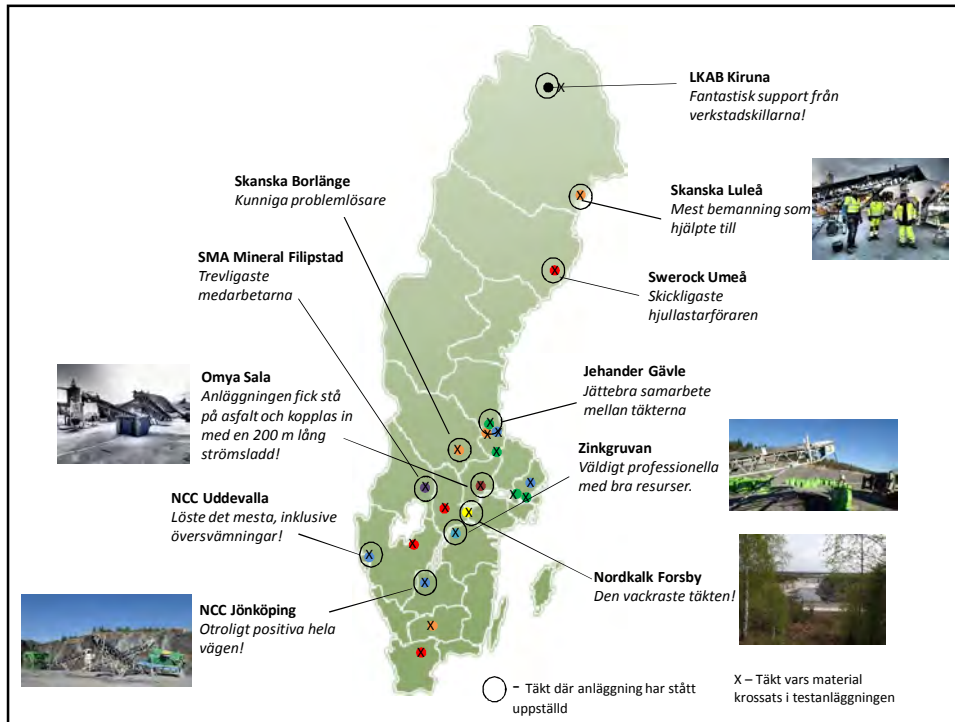 LKAB Kiruna
Fantastisk support från
verkstadskillarna!
Skanska Borlänge
Kunniga problemlösare
Skanska Luleå
Mest bemanning som
hjälpte till
SMA Mineral Filipstad
Trevligaste
medarbetarna
Swerock Umeå
Skickligaste
hjullastarföraren
Omya Sala
Anläggningen fick stå
på asfalt och kopplas in
med en 200 m lång
strömsladd!
Jehander Gävle
Jättebra samarbete
mellan täkterna
Zinkgruvan
Väldigt professionella
med bra resurser.
NCC Uddevalla
Löste det mesta, inklusive
översvämningar!
Nordkalk Forsby
Den vackraste täkten!
NCC Jönköping
Otroligt positiva hela
vägen!
- Täkt där anläggning har stått
uppställd
X – Täkt vars material
krossats i testanläggningen